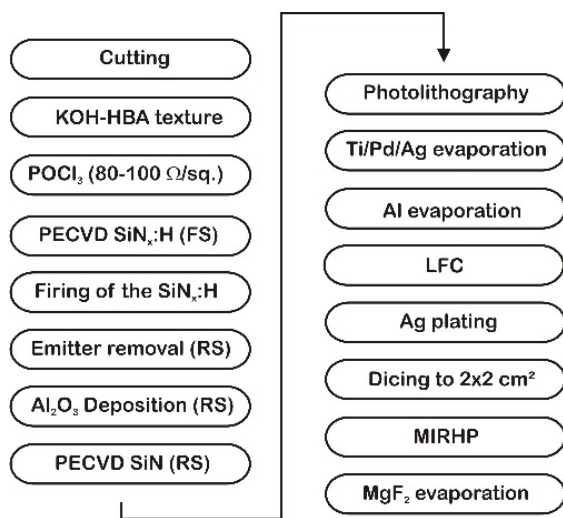 Cutting
KOH-HBA texture
POCl₃ (80-100 Ω/sq.)
PECVD SiNₓ:H (FS)
Firing of the SiNₓ:H
Emitter removal (RS)
Al₂O₃ Deposition (RS)
PECVD SiN (RS)
Photolithography
Ti/Pd/Ag evaporation
Al evaporation
LFC
Ag plating
Dicing to 2x2 cm²
MIRHP
MgF₂ evaporation